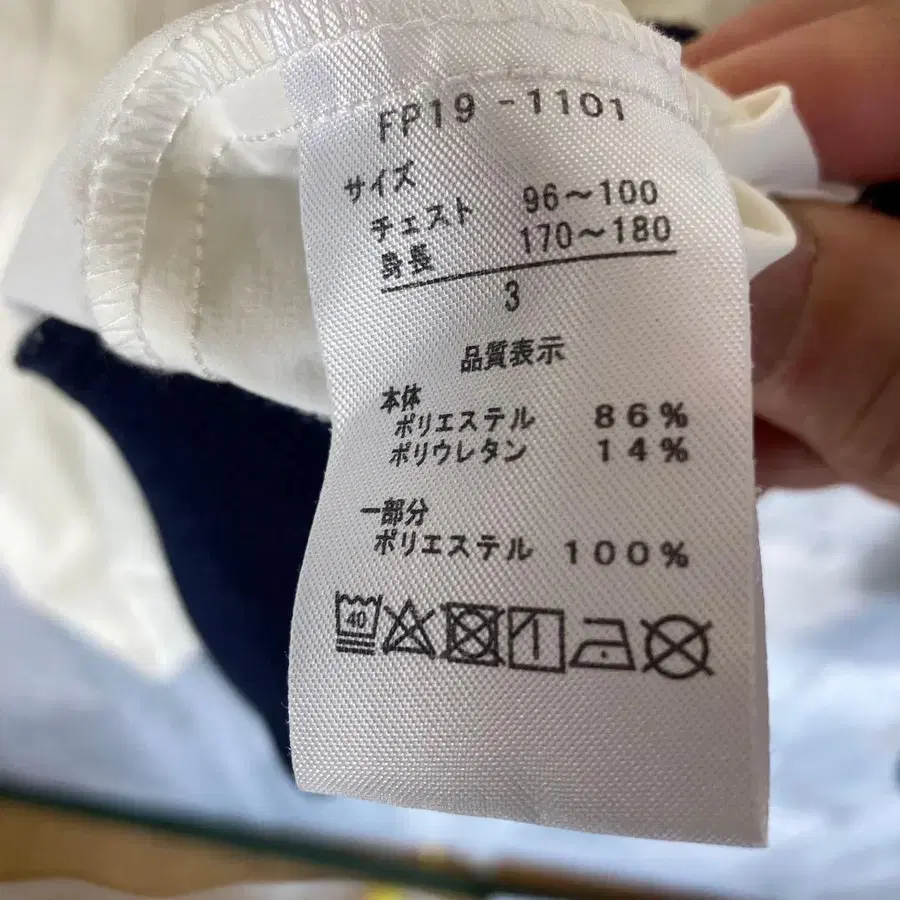 FP19 -1101
サイズ
チェスト 96～100
身長 170～180
3
品質表示
本体
ポリエステル 86%
ポリウレタン 14%
一部分
ポリエステル 100%
40